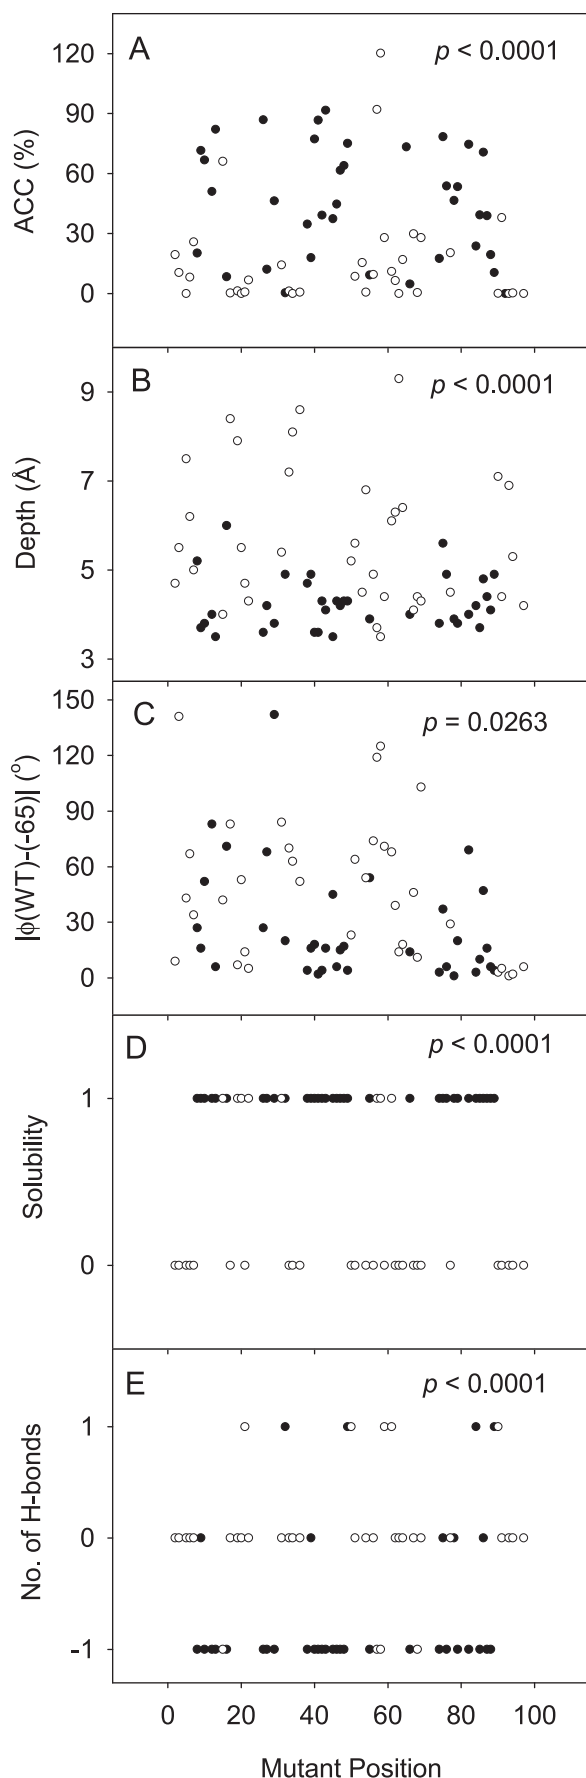 A
p < 0.0001
120
90
60
30
0
ACC (%)
B
p < 0.0001
9
7
5
3
Depth (Å)
C
p = 0.0263
150
120
90
60
30
0
|ϕ(WT)-(-65)| (°)
D
p < 0.0001
1
0
Solubility
E
p < 0.0001
1
0
-1
No. of H-bonds
0 20 40 60 80 100
Mutant Position